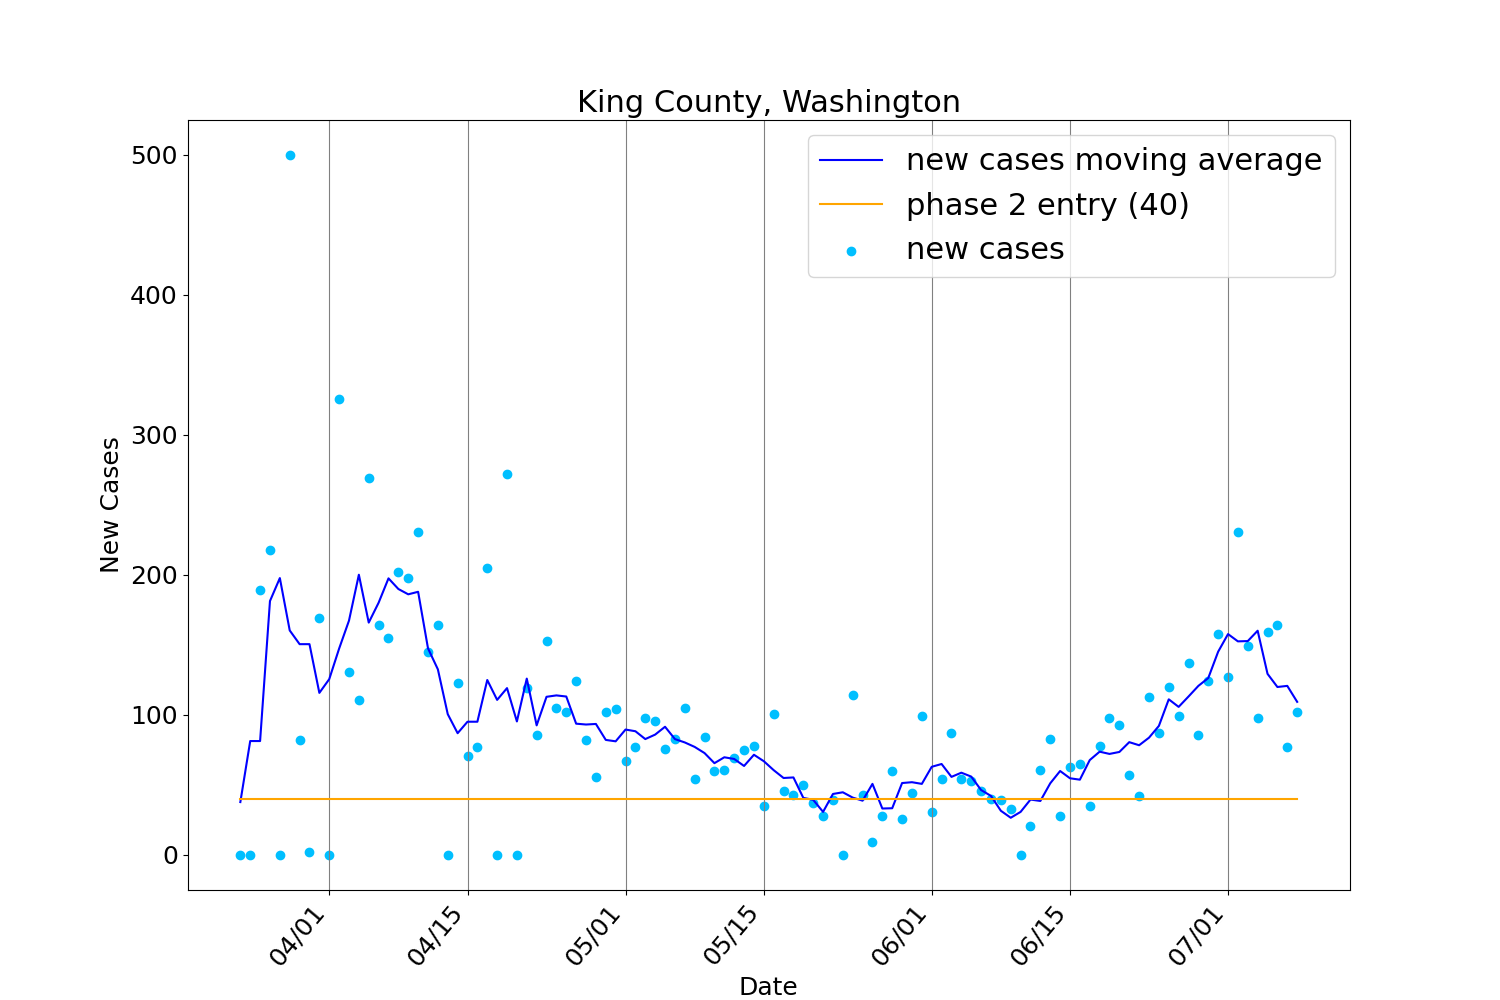 King County, Washington
new cases moving average
phase 2 entry (40)
new cases
500
400
300
200
100
0
New Cases
04/01
04/15
05/01
05/15
06/01
06/15
07/01
Date